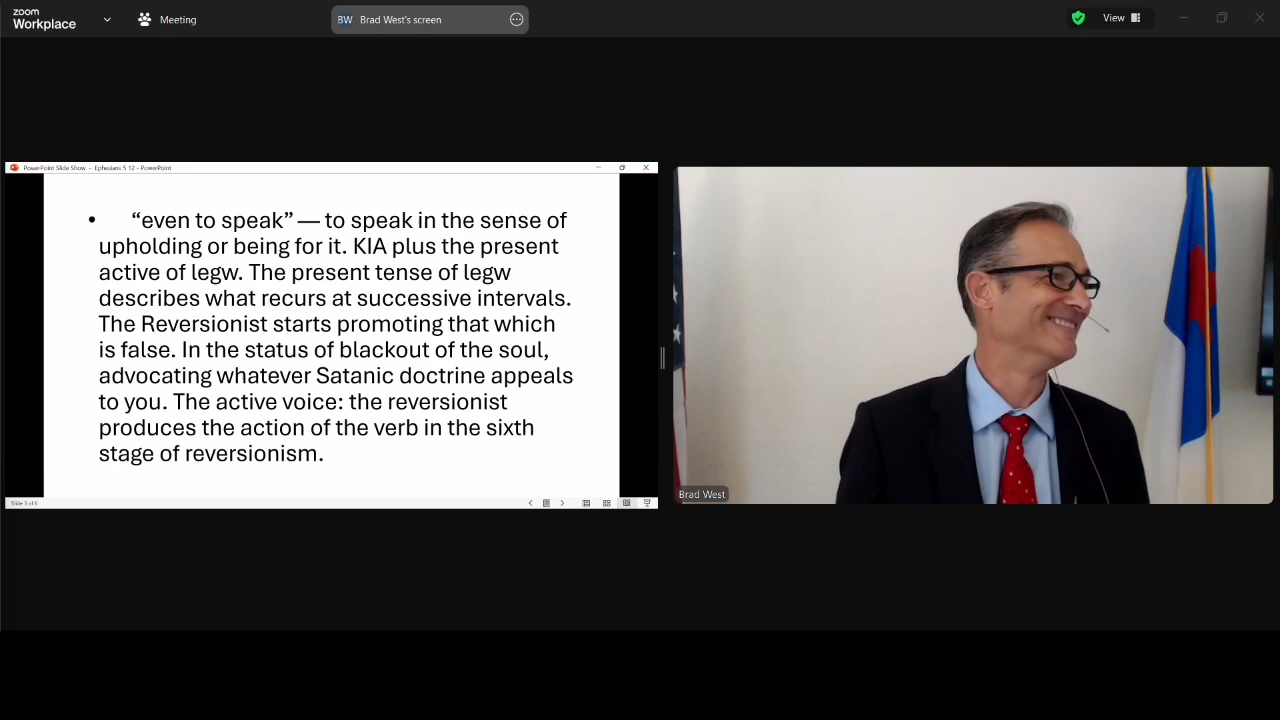 zoom
Workplace
Meeting
BW Brad West's screen
View
PowerPoint Slide Show - Ephesians 5 12 - PowerPoint
• “even to speak” — to speak in the sense of
upholding or being for it. KIA plus the present
active of legw. The present tense of legw
describes what recurs at successive intervals.
The Reversionist starts promoting that which
is false. In the status of blackout of the soul,
advocating whatever Satanic doctrine appeals
to you. The active voice: the reversionist
produces the action of the verb in the sixth
stage of reversionism.
Slide 3 of 6
Brad West